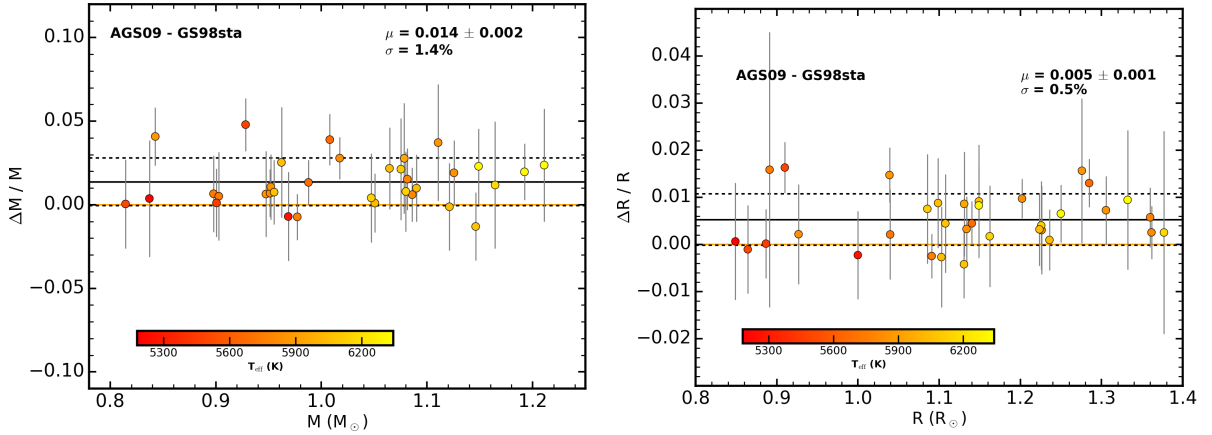 AGS09 - GS98sta
μ = 0.014 ± 0.002
σ = 1.4%
ΔM / M
0.10
0.05
0.00
−0.05
−0.10
5300 5600 5900 6200
Teff (K)
0.8 0.9 1.0 1.1 1.2
M (M☉)
AGS09 - GS98sta
μ = 0.005 ± 0.001
σ = 0.5%
ΔR / R
0.04
0.03
0.02
0.01
0.00
−0.01
−0.02
5300 5600 5900 6200
Teff (K)
0.8 0.9 1.0 1.1 1.2 1.3 1.4
R (R☉)